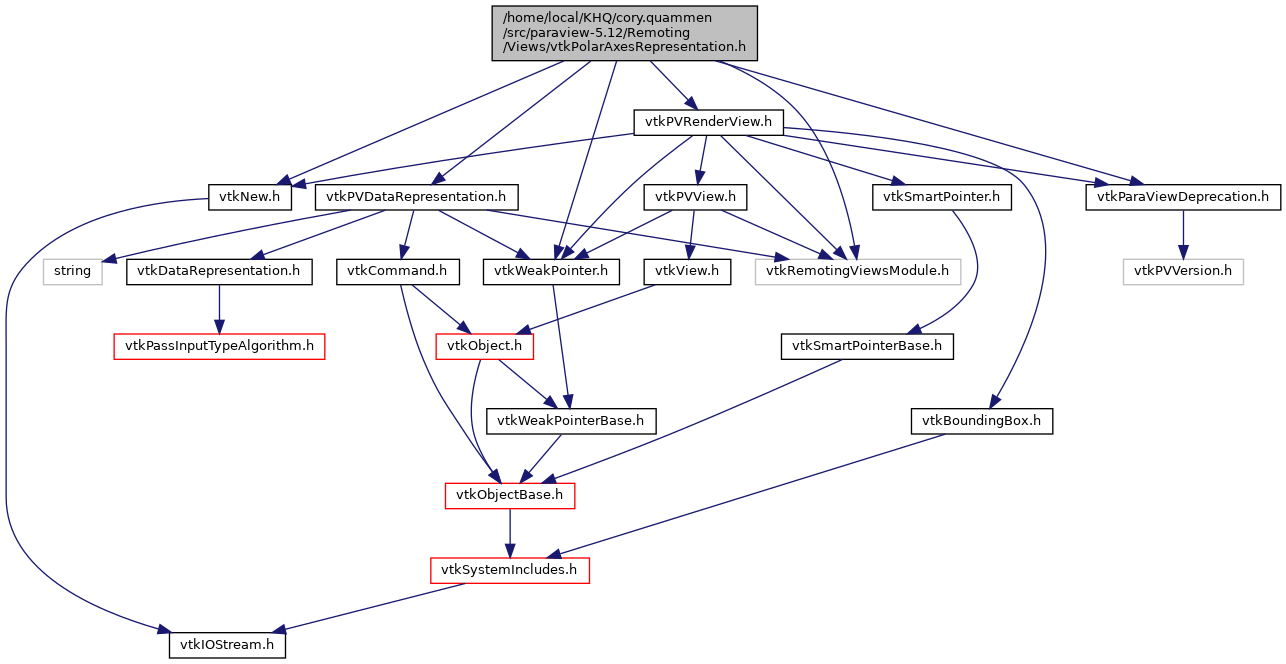 /home/local/KHQ/cory.quammen
/src/paraview-5.12/Remoting
/Views/vtkPolarAxesRepresentation.h
vtkPVRenderView.h
vtkNew.h
vtkPVDataRepresentation.h
vtkPVView.h
vtkSmartPointer.h
vtkParaViewDeprecation.h
string
vtkDataRepresentation.h
vtkCommand.h
vtkWeakPointer.h
vtkView.h
vtkRemotingViewsModule.h
vtkPVVersion.h
vtkPassInputTypeAlgorithm.h
vtkObject.h
vtkSmartPointerBase.h
vtkWeakPointerBase.h
vtkBoundingBox.h
vtkObjectBase.h
vtkSystemIncludes.h
vtkIOStream.h